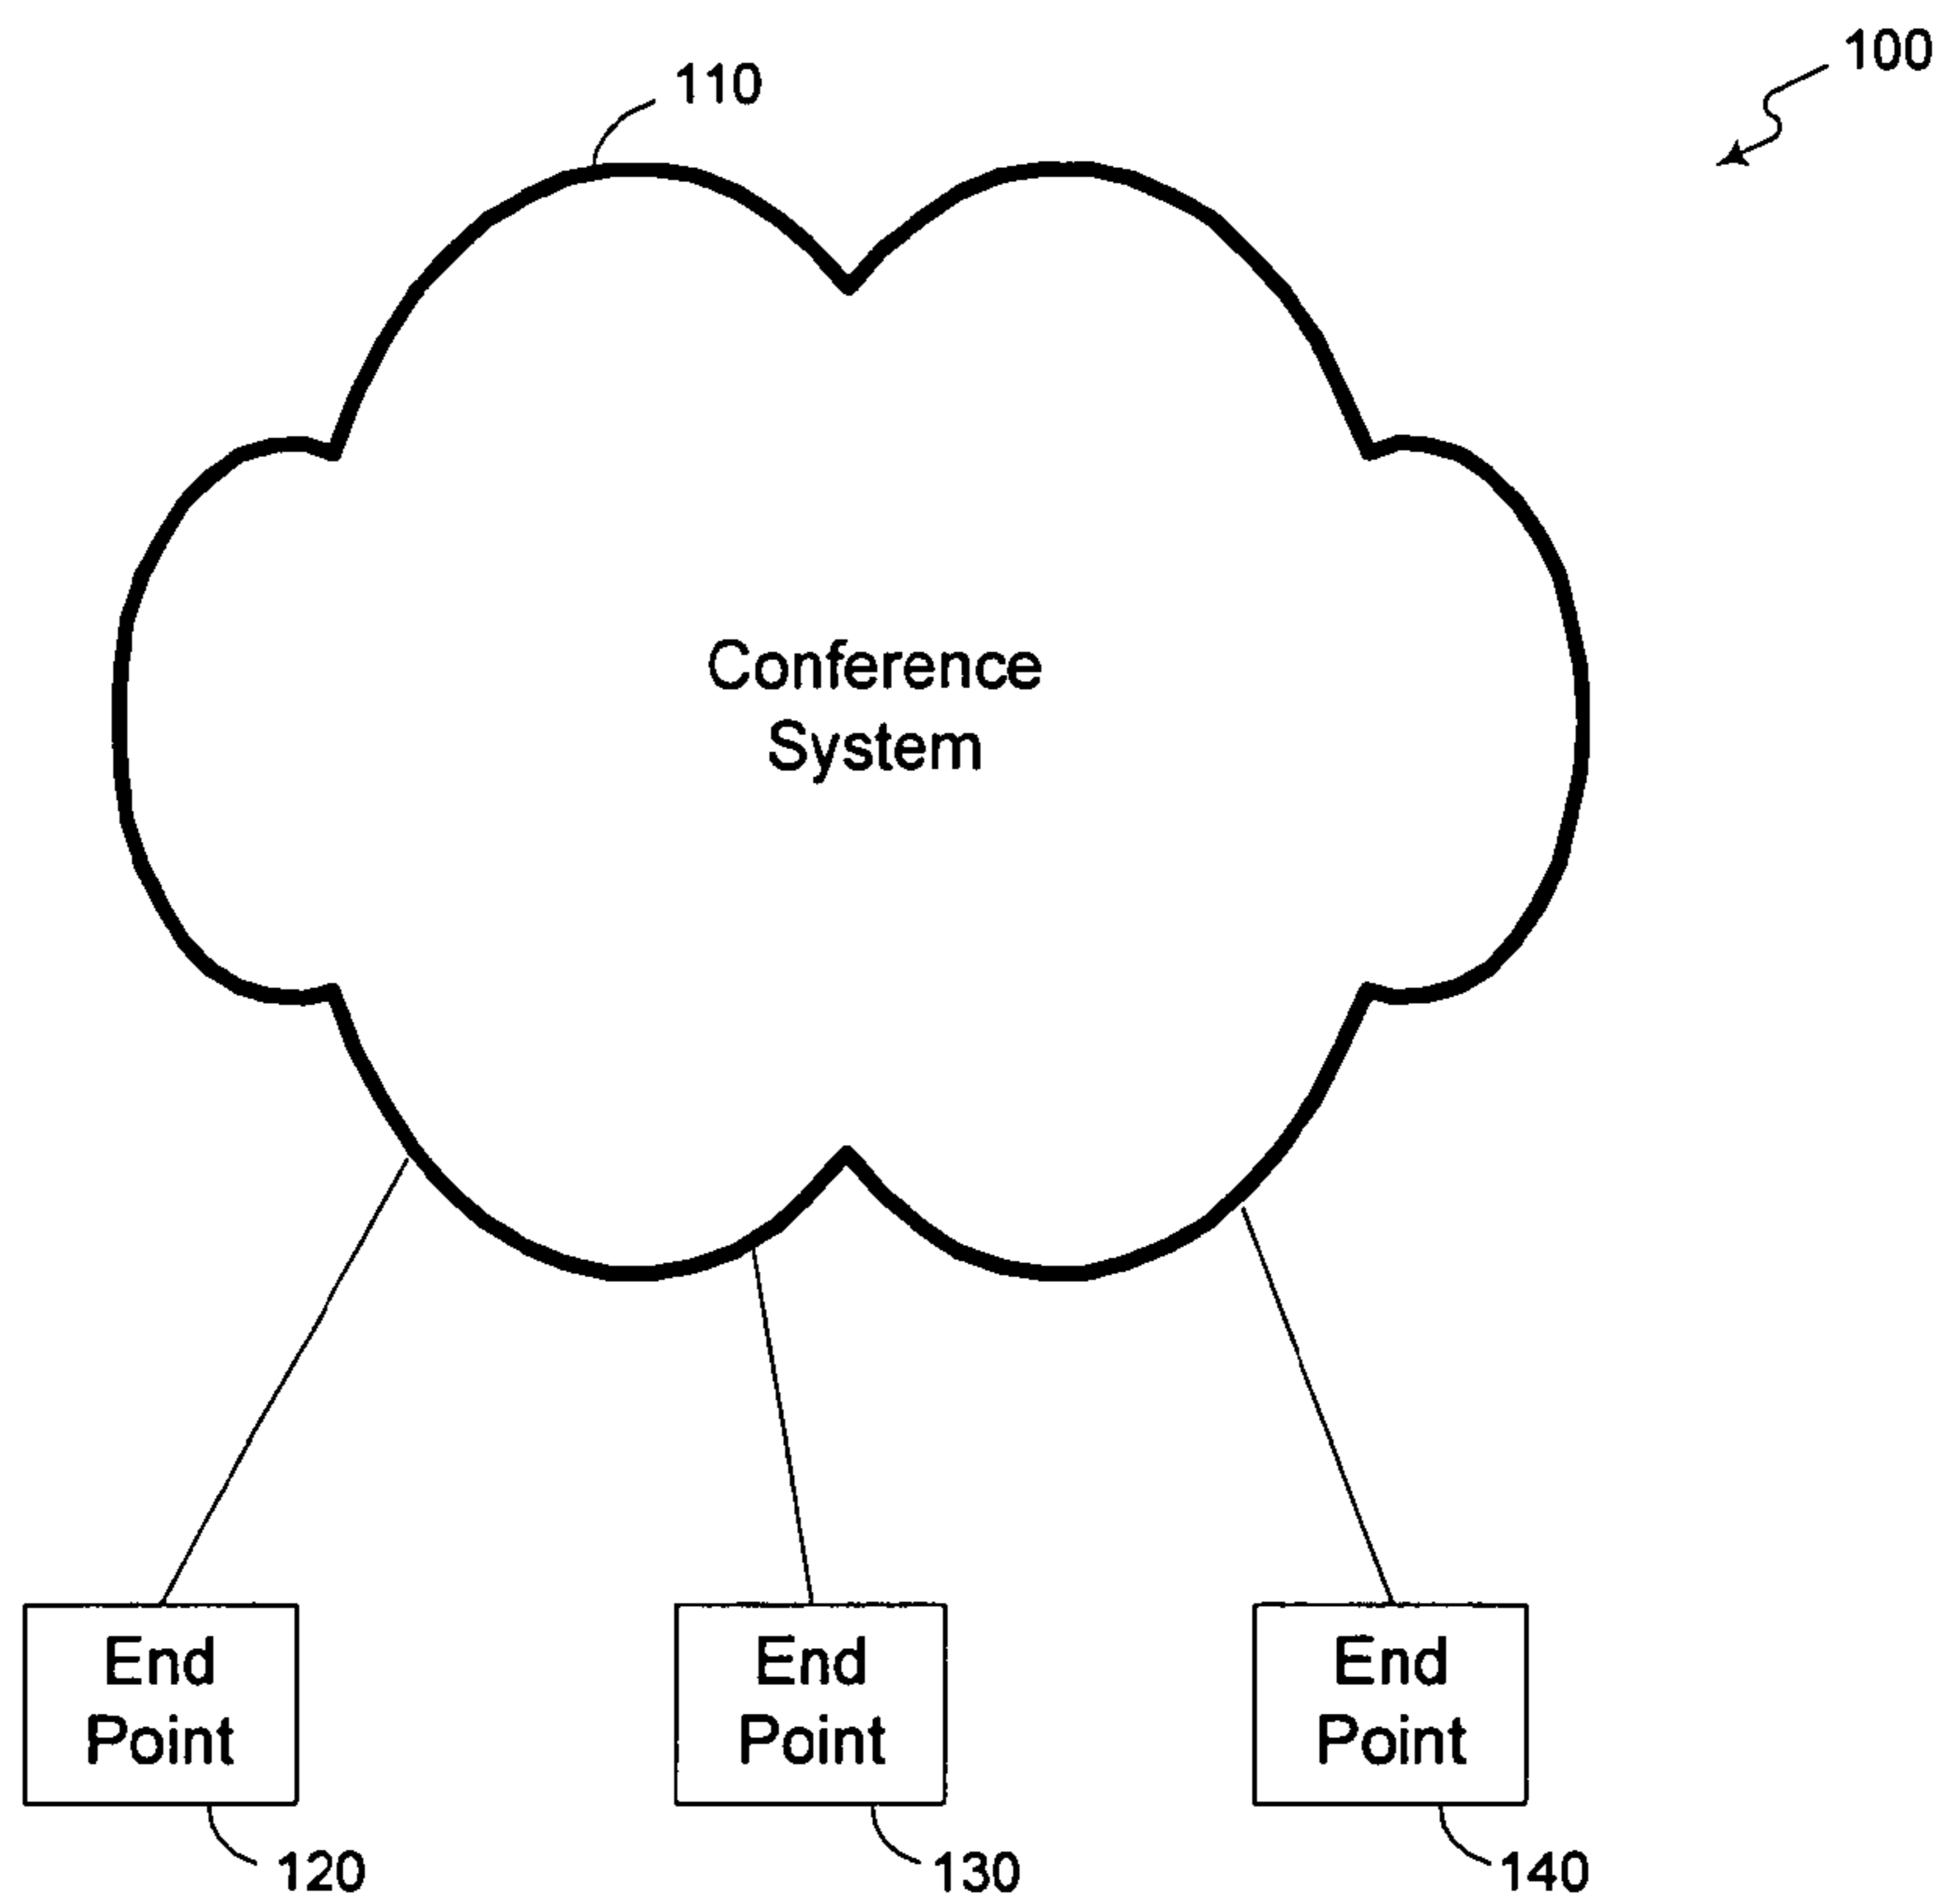 100
110
Conference
System
End
Point
End
Point
End
Point
120
130
140